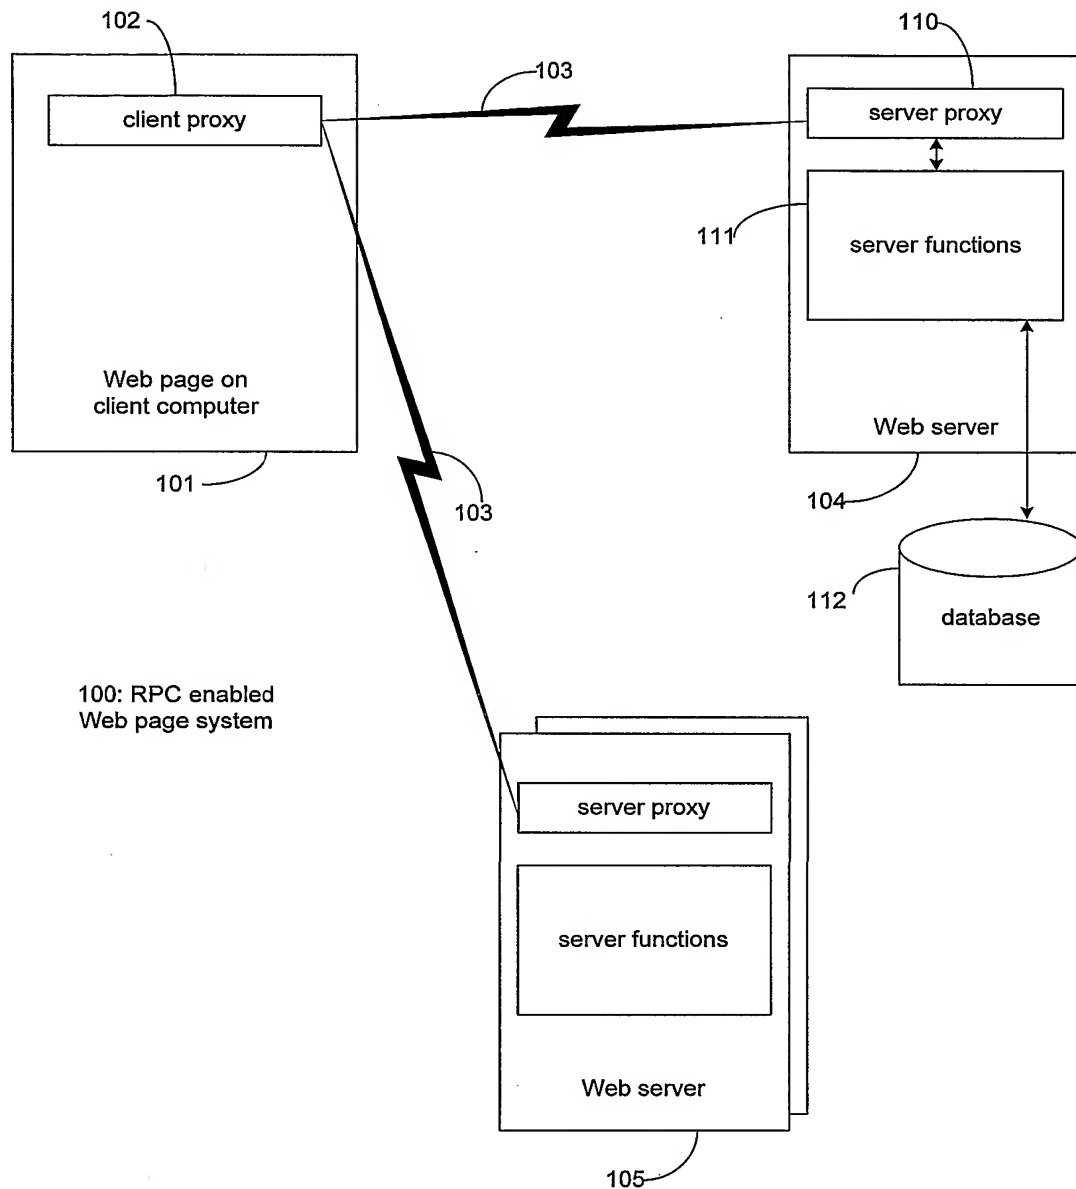 102
110
103
client proxy
server proxy
111
server functions
Web page on
client computer
Web server
101
103
104
112
database
100: RPC enabled
Web page system
server proxy
server functions
Web server
105